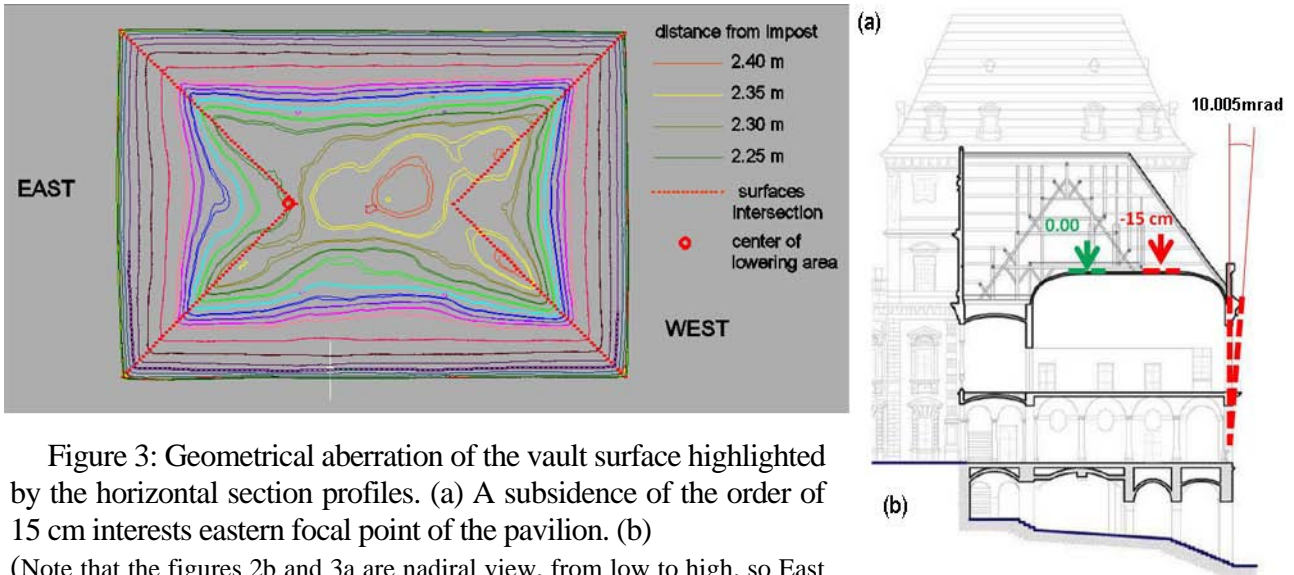 distance from Impost
2.40 m
2.35 m
2.30 m
2.25 m
surfaces
Intersection
center of
lowering area
EAST
WEST
(a)
10.005mrad
0.00
-15 cm
(b)
Figure 3: Geometrical aberration of the vault surface highlighted
by the horizontal section profiles. (a) A subsidence of the order of
15 cm interests eastern focal point of the pavilion. (b)
(Note that the figures 2b and 3a are nadiral view, from low to high, so East